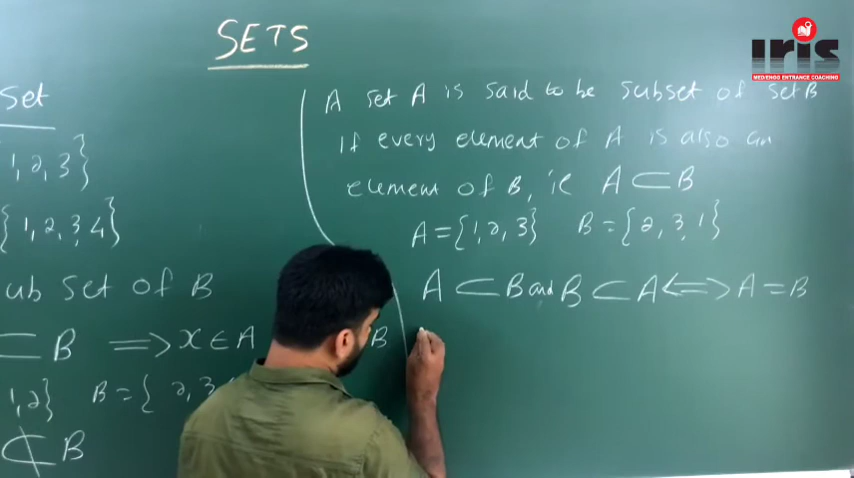 SETS
iris
MEDI/ENGG ENTRANCE COACHING
Set
1, 2, 3}
{1, 2, 3, 4}
ub set of B
⊂ B ⟹ x ∈ A B
1, 2} B = { 2, 3
⊄ B
A set A is said to be subset of set B
If every element of A is also an
element of B, ie A ⊂ B
A = {1, 2, 3} B = {2, 3, 1}
A ⊂ B and B ⊂ A ⟺ A = B